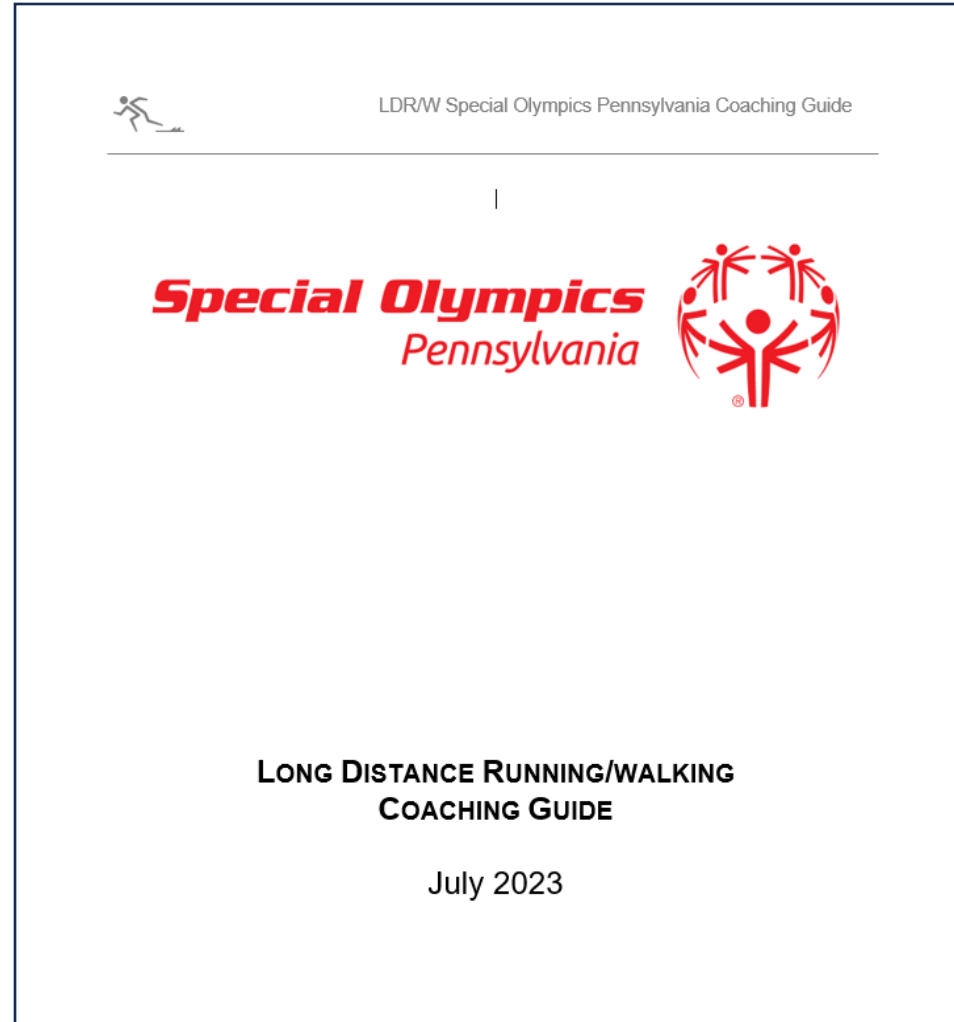 LDR/W Special Olympics Pennsylvania Coaching Guide
Special Olympics
Pennsylvania
®
LONG DISTANCE RUNNING/WALKING
COACHING GUIDE
July 2023